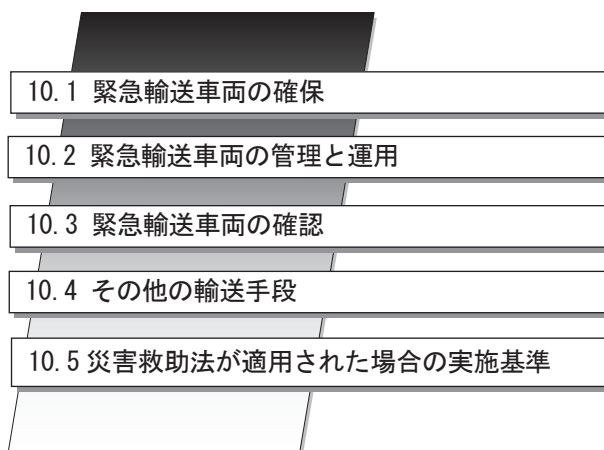 10.1 緊急輸送車両の確保
10.2 緊急輸送車両の管理と運用
10.3 緊急輸送車両の確認
10.4 その他の輸送手段
10.5 災害救助法が適用された場合の実施基準